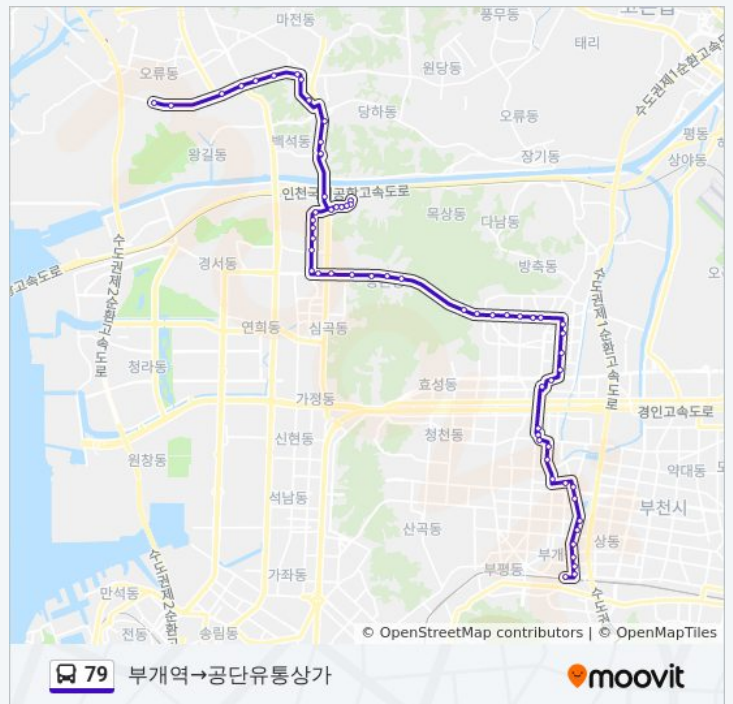 마전동
풍무동
태리
오류동
원당동
수도권제1순환고속도로
당하동
오류동
백석동
평동
왕길동
장기동
상야동
인천국제공항고속도로
목상동
다남동
경서동
방축동
수도권제2순환고속도로
수도권제1순환고속도로
연희동
심곡동
청라동
효성동
가정동
경인고속도로
신현동
청천동
원창동
약대동
석남동
부천시
산곡동
상동
부개
수도권제2순환
가좌동
부평동
만석동
전동
송림동
© OpenStreetMap contributors | © OpenMapTiles
79 부개역→공단유통상가
moovit